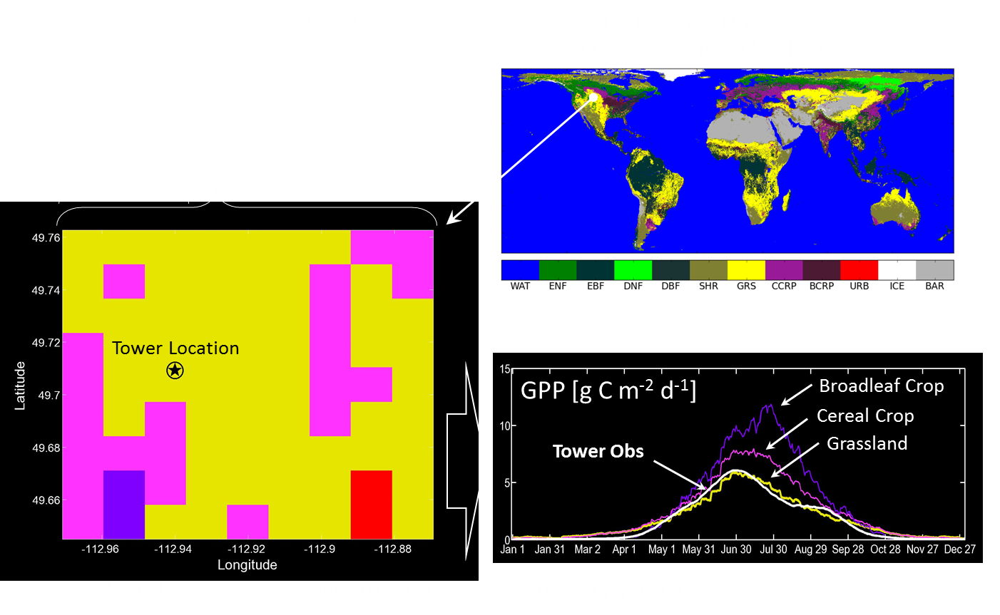 WAT ENF EBF DNF DBF SHR GRS CCRP BCRP URB ICE BAR
49.76
49.74
49.72
49.7
49.68
49.66
Latitude
Tower Location
-112.96 -112.94 -112.92 -112.9 -112.88
Longitude
15
10
5
0
GPP [g C m-2 d-1]
Broadleaf Crop
Cereal Crop
Grassland
Tower Obs
Jan 1 Jan 31 Mar 2 Apr 1 May 1 May 31 Jun 30 Jul 30 Aug 29 Sep 28 Oct 28 Nov 27 Dec 27